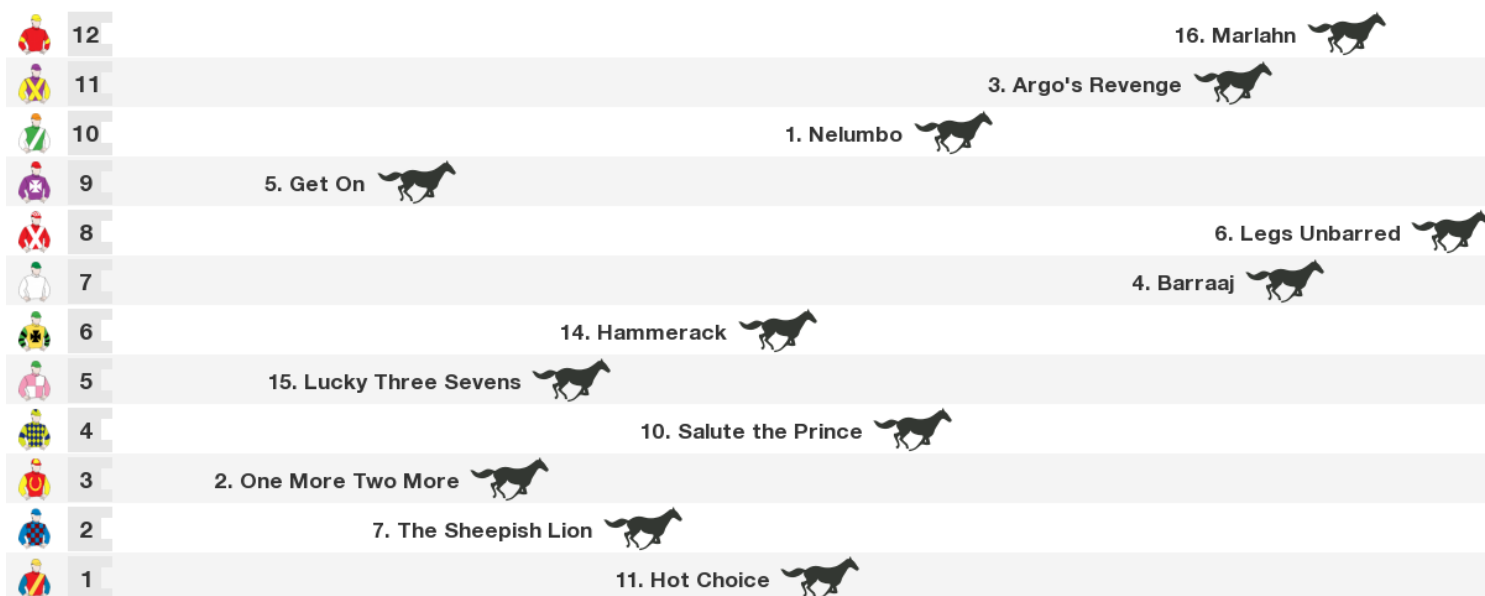 12 16. Marlahn
11 3. Argo's Revenge
10 1. Nelumbo
9 5. Get On
8 6. Legs Unbarred
7 4. Barraaj
6 14. Hammerack
5 15. Lucky Three Sevens
4 10. Salute the Prince
3 2. One More Two More
2 7. The Sheepish Lion
1 11. Hot Choice